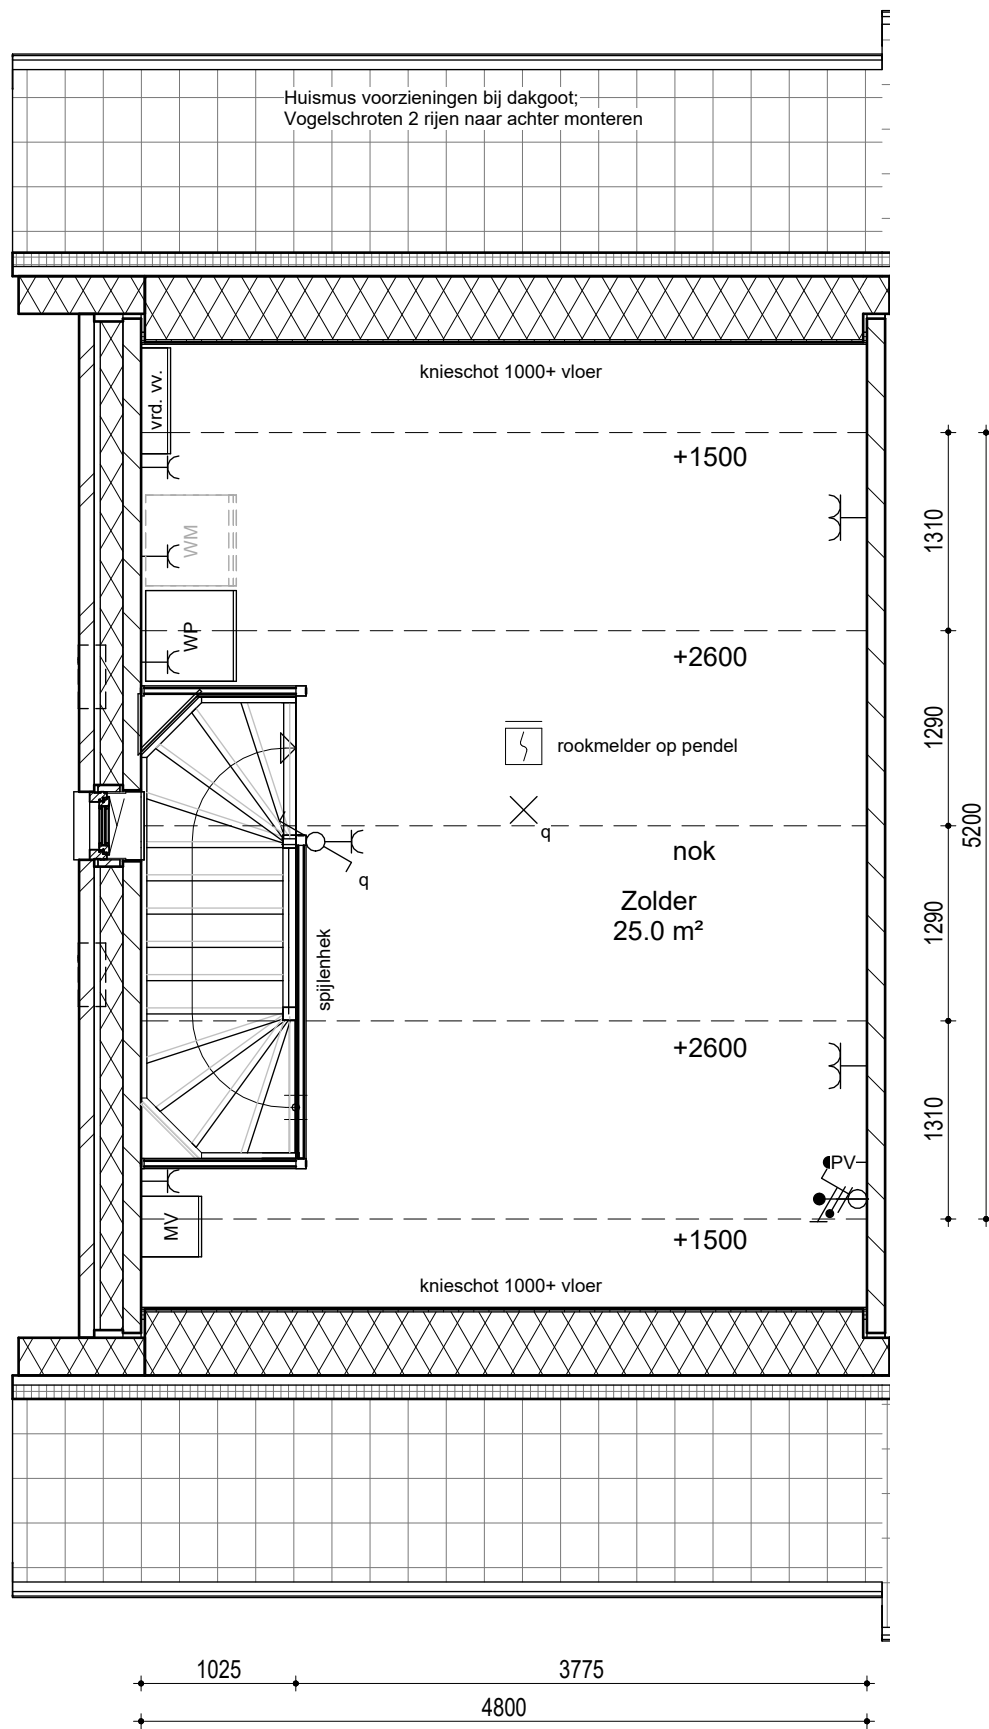 Huismus voorzieningen bij dakgoot;
Vogelschroten 2 rijen naar achter monteren
knieschot 1000+ vloer
vrd. vv.
+1500
WM
1310
WP
+2600
1290
rookmelder op pendel
q
nok
5200
q
Zolder
25.0 m²
1290
spijlenhek
+2600
1310
PV
MV
+1500
knieschot 1000+ vloer
1025
3775
4800